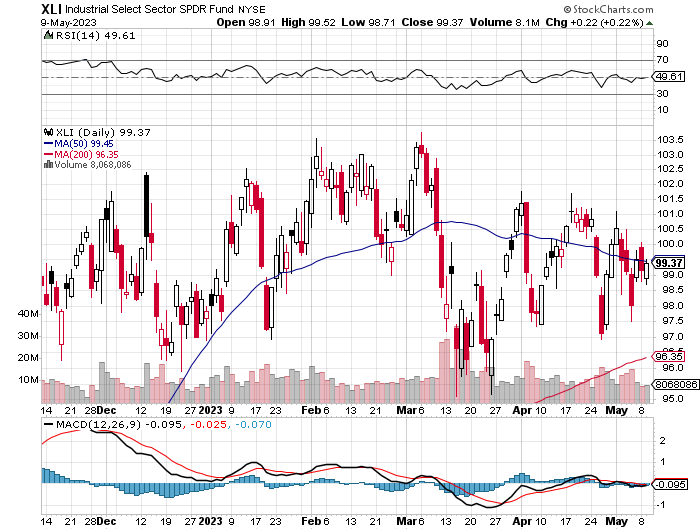 XLI Industrial Select Sector SPDR Fund NYSE © StockCharts.com
9-May-2023 Open 98.91 High 99.52 Low 98.71 Close 99.37 Volume 8.1M Chg +0.22 (+0.22%)
RSI(14) 49.61
90
70
49.61
30
10
XLI (Daily) 99.37
MA(50) 99.45
MA(200) 96.35
Volume 8,068,086
103.5
103.0
102.5
102.0
101.5
101.0
100.5
100.0
99.37
99.0
98.5
98.0
97.5
97.0
96.5
96.35
8068086
95.0
40M
30M
20M
10M
14 21 28 Dec 12 19 27 2023 9 17 23 Feb 6 13 21 Mar 6 13 20 27 Apr 10 17 24 May 8
MACD(12,26,9) -0.095, -0.025, -0.070
2
1
-0.095
-1
14 21 28 Dec 12 19 27 2023 9 17 23 Feb 6 13 21 Mar 6 13 20 27 Apr 10 17 24 May 8